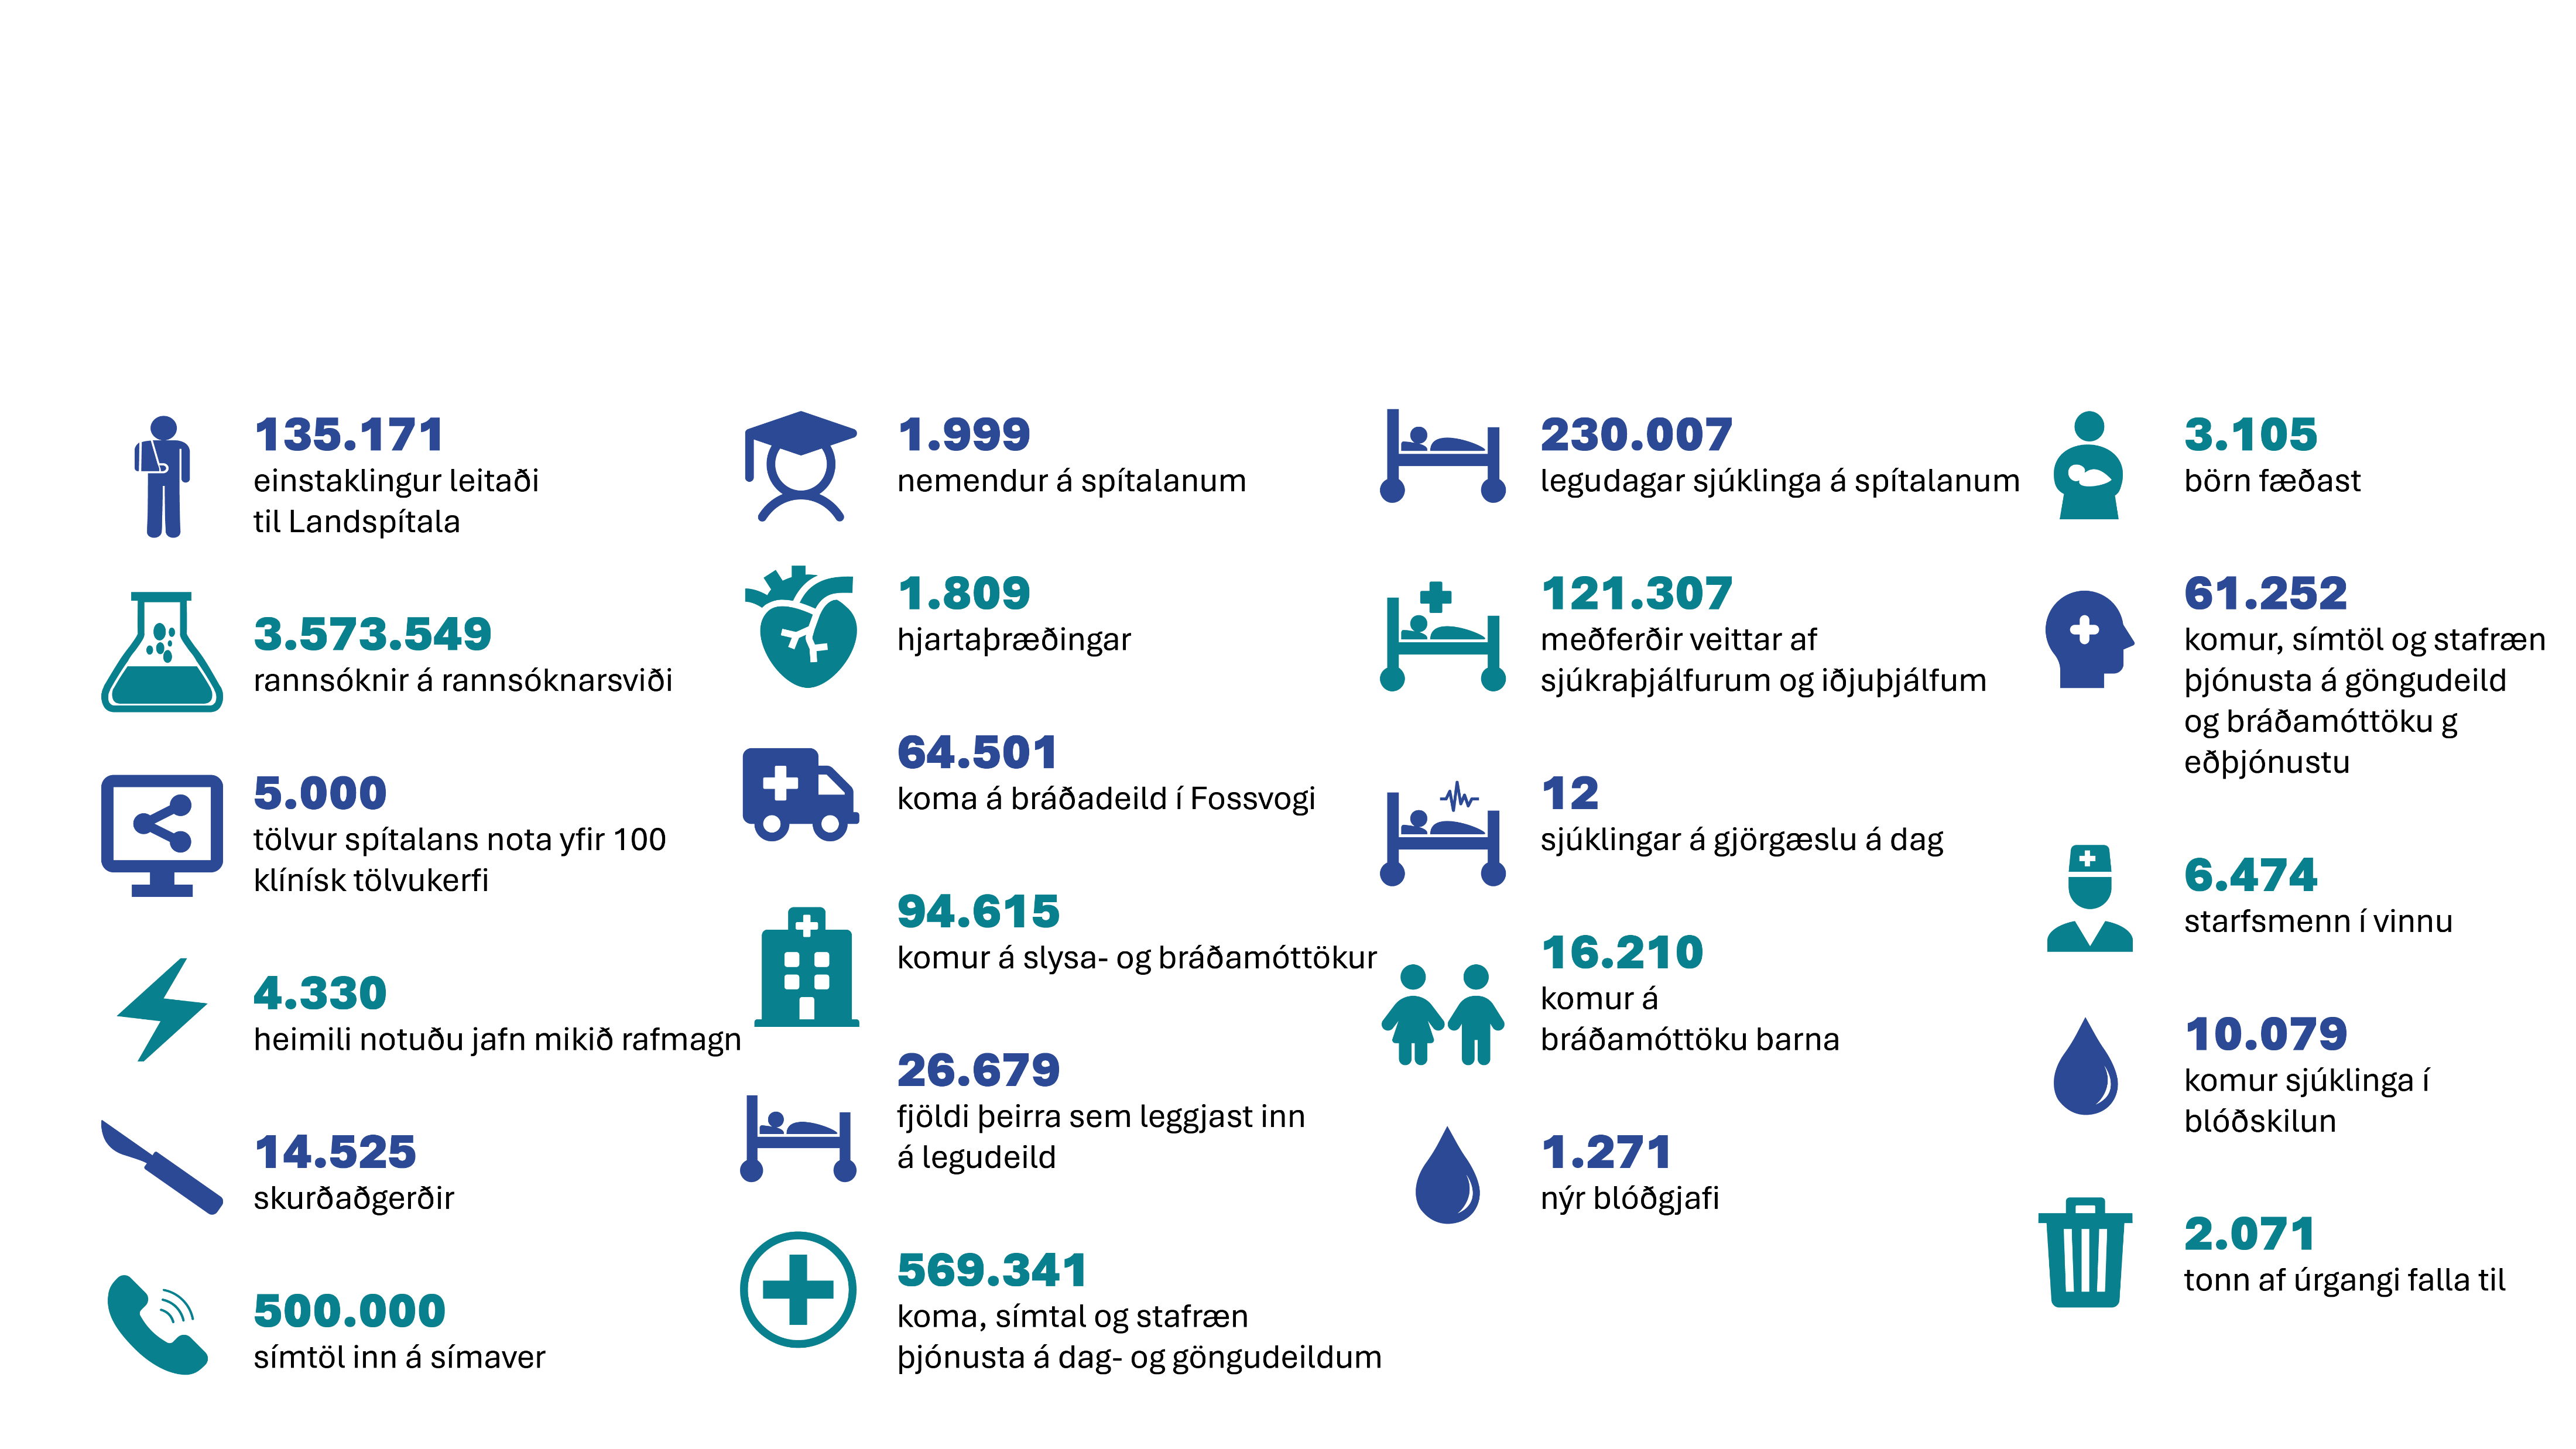 135.171
einstaklingur leitaði
til Landspítala
3.573.549
rannsóknir á rannsóknarsviði
5.000
tölvur spítalans nota yfir 100
klínísk tölvukerfi
4.330
heimili notuðu jafn mikið rafmagn
14.525
skurðaðgerðir
500.000
símtöl inn á símaver
1.999
nemendur á spítalanum
1.809
hjartaþræðingar
64.501
koma á bráðadeild í Fossvogi
94.615
komur á slysa- og bráðamóttökur
26.679
fjöldi þeirra sem leggjast inn
á legudeild
569.341
koma, símtal og stafræn
þjónusta á dag- og göngudeildum
230.007
legudagar sjúklinga á spítalanum
121.307
meðferðir veittar af
sjúkraþjálfurum og iðjuþjálfum
12
sjúklingar á gjörgæslu á dag
16.210
komur á
bráðamóttöku barna
1.271
nýr blóðgjafi
3.105
börn fæðast
61.252
komur, símtöl og stafræn
þjónusta á göngudeild
og bráðamóttöku g
eðþjónustu
6.474
starfsmenn í vinnu
10.079
komur sjúklinga í
blóðskilun
2.071
tonn af úrgangi falla til